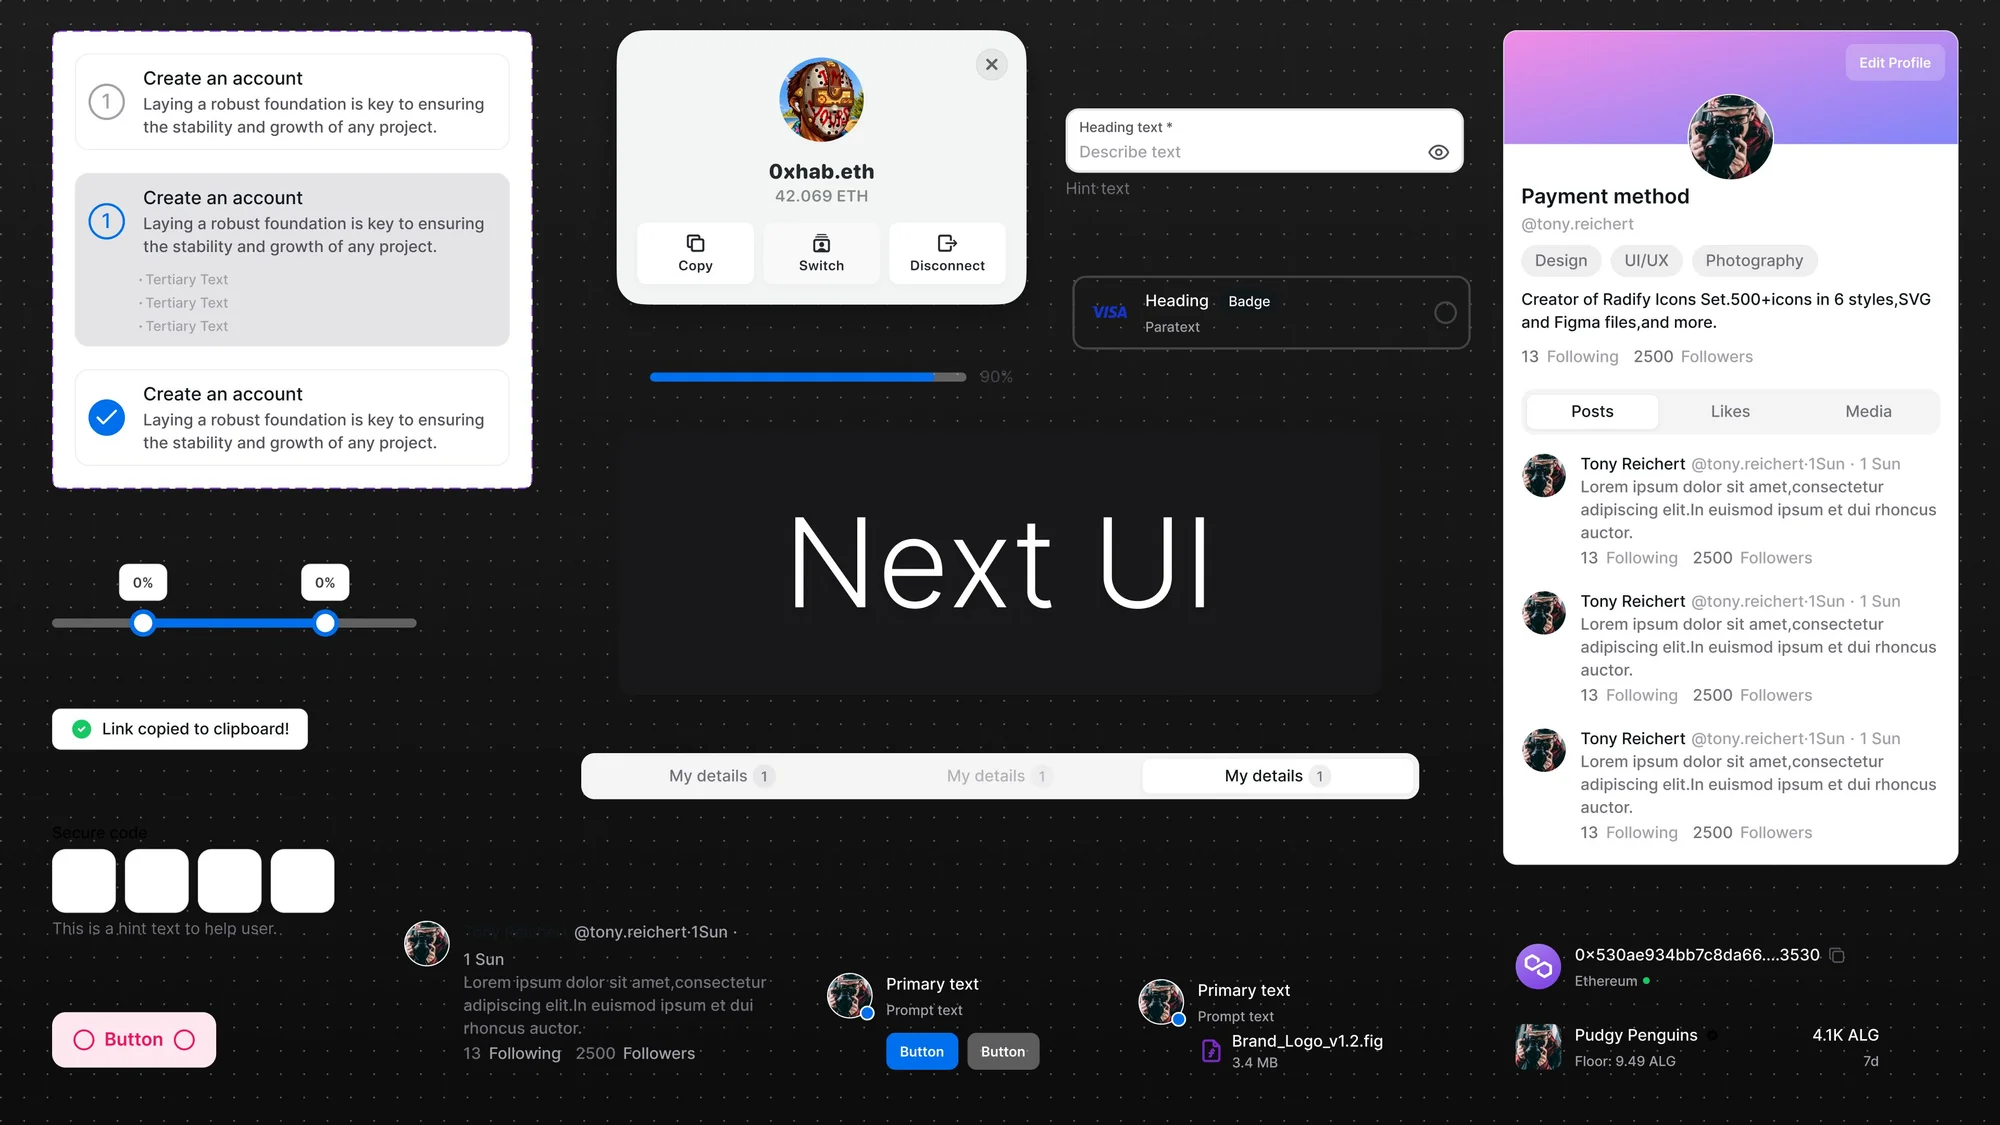 1
Create an account
Laying a robust foundation is key to ensuring
the stability and growth of any project.
1
Create an account
Laying a robust foundation is key to ensuring
the stability and growth of any project.
· Tertiary Text
· Tertiary Text
· Tertiary Text
Create an account
Laying a robust foundation is key to ensuring
the stability and growth of any project.
0xhab.eth
42.069 ETH
Copy
Switch
Disconnect
90%
Heading text *
Describe text
Hint text
VISA
Heading Badge
Paratext
Edit Profile
Payment method
@tony.reichert
Design
UI/UX
Photography
Creator of Radify Icons Set.500+icons in 6 styles,SVG
and Figma files,and more.
13 Following 2500 Followers
Posts
Likes
Media
Tony Reichert @tony.reichert·1Sun · 1 Sun
Lorem ipsum dolor sit amet,consectetur
adipiscing elit.In euismod ipsum et dui rhoncus
auctor.
13 Following 2500 Followers
Tony Reichert @tony.reichert·1Sun · 1 Sun
Lorem ipsum dolor sit amet,consectetur
adipiscing elit.In euismod ipsum et dui rhoncus
auctor.
13 Following 2500 Followers
Tony Reichert @tony.reichert·1Sun · 1 Sun
Lorem ipsum dolor sit amet,consectetur
adipiscing elit.In euismod ipsum et dui rhoncus
auctor.
13 Following 2500 Followers
Next UI
0%
0%
Link copied to clipboard!
My details 1
My details 1
My details 1
Secure code
This is a hint text to help user.
Button
@tony.reichert·1Sun ·
1 Sun
Lorem ipsum dolor sit amet,consectetur
adipiscing elit.In euismod ipsum et dui
rhoncus auctor.
13 Following 2500 Followers
Primary text
Prompt text
Button
Button
Primary text
Prompt text
Brand_Logo_v1.2.fig
3.4 MB
0x530ae934bb7c8da66....3530
Ethereum
Pudgy Penguins
4.1K ALG
Floor: 9.49 ALG
7d